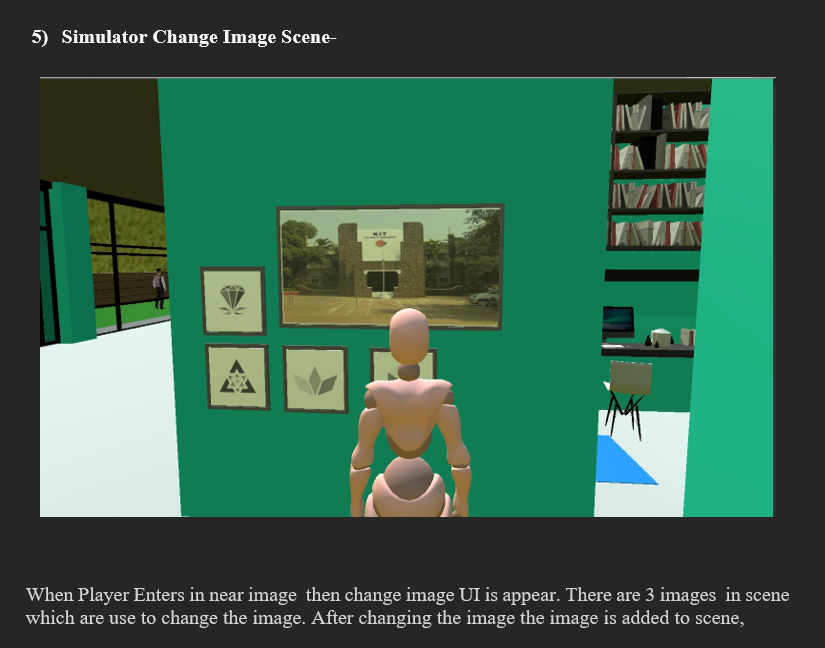 5) Simulator Change Image Scene-
KIT
When Player Enters in near image then change image UI is appear. There are 3 images in scene
which are use to change the image. After changing the image the image is added to scene,